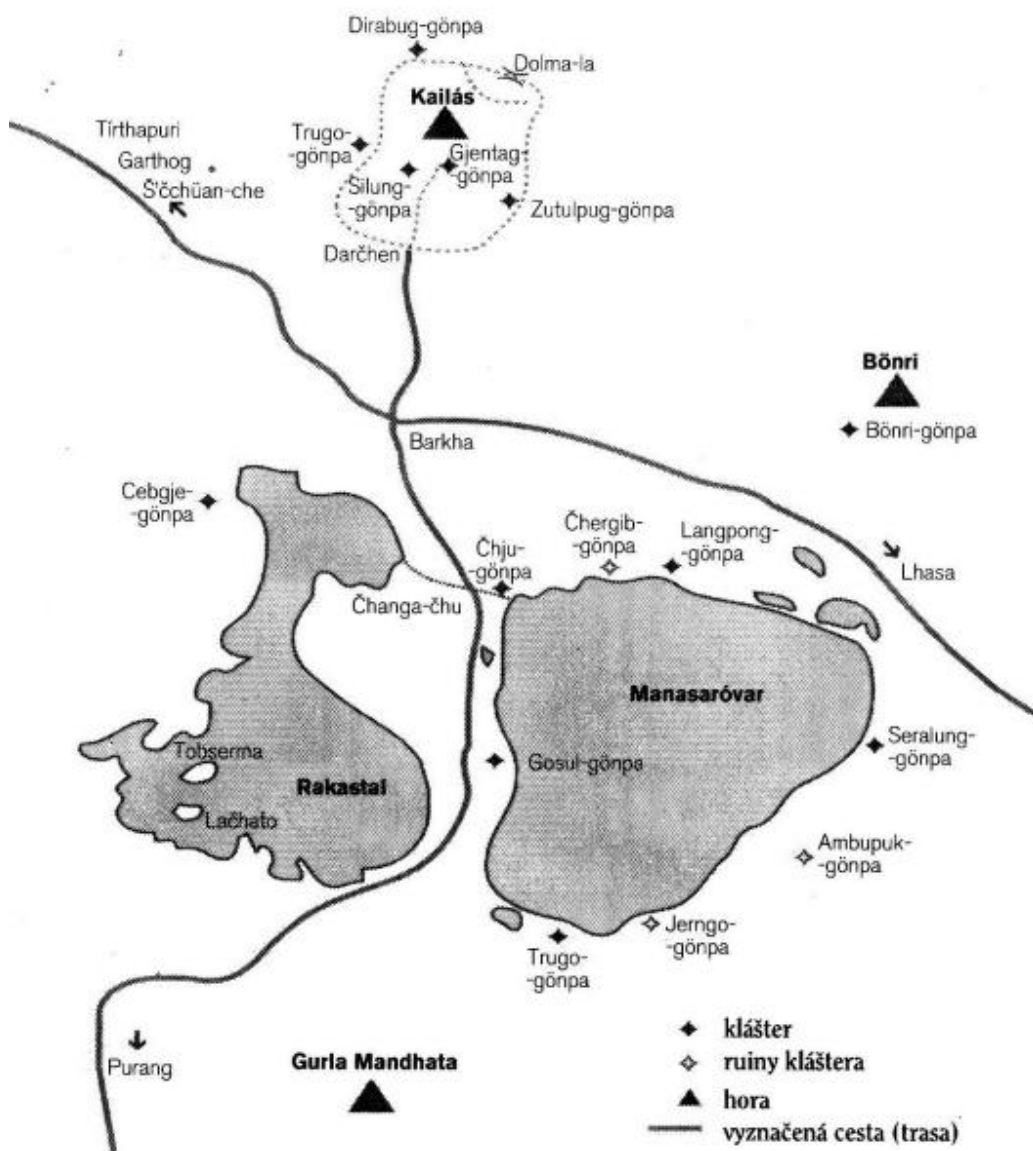 Dirabug-gönpa
Dolma-la
Kailás
Tírthapuri
Garthog
Š'čchüan-che
Trugo-
-gönpa
Gjentag-
-gönpa
Šilung-
-gönpa
Zutulpug-gönpa
Darčhen
Bönri
Bönri-gönpa
Barkha
Cebgje-
-gönpa
Čhju-
-gönpa
Čhergib-
-gönpa
Langpong-
-gönpa
Lhasa
Čhanga-čhu
Manasaróvar
Seralung-
-gönpa
Tobserma
Rakastal
Gosul-gönpa
Lačhato
Ambupuk-
-gönpa
Jerngo-
-gönpa
Trugo-
-gönpa
Purang
Gurla Mandhata
klášter
ruiny kláštera
hora
vyznačená cesta (trasa)